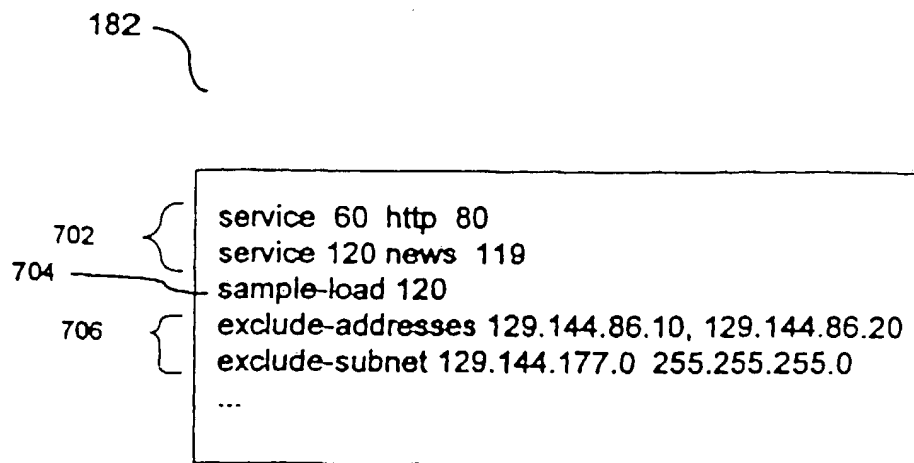 182
702
service 60 http 80
service 120 news 119
704
sample-load 120
706
exclude-addresses 129.144.86.10, 129.144.86.20
exclude-subnet 129.144.177.0 255.255.255.0
...